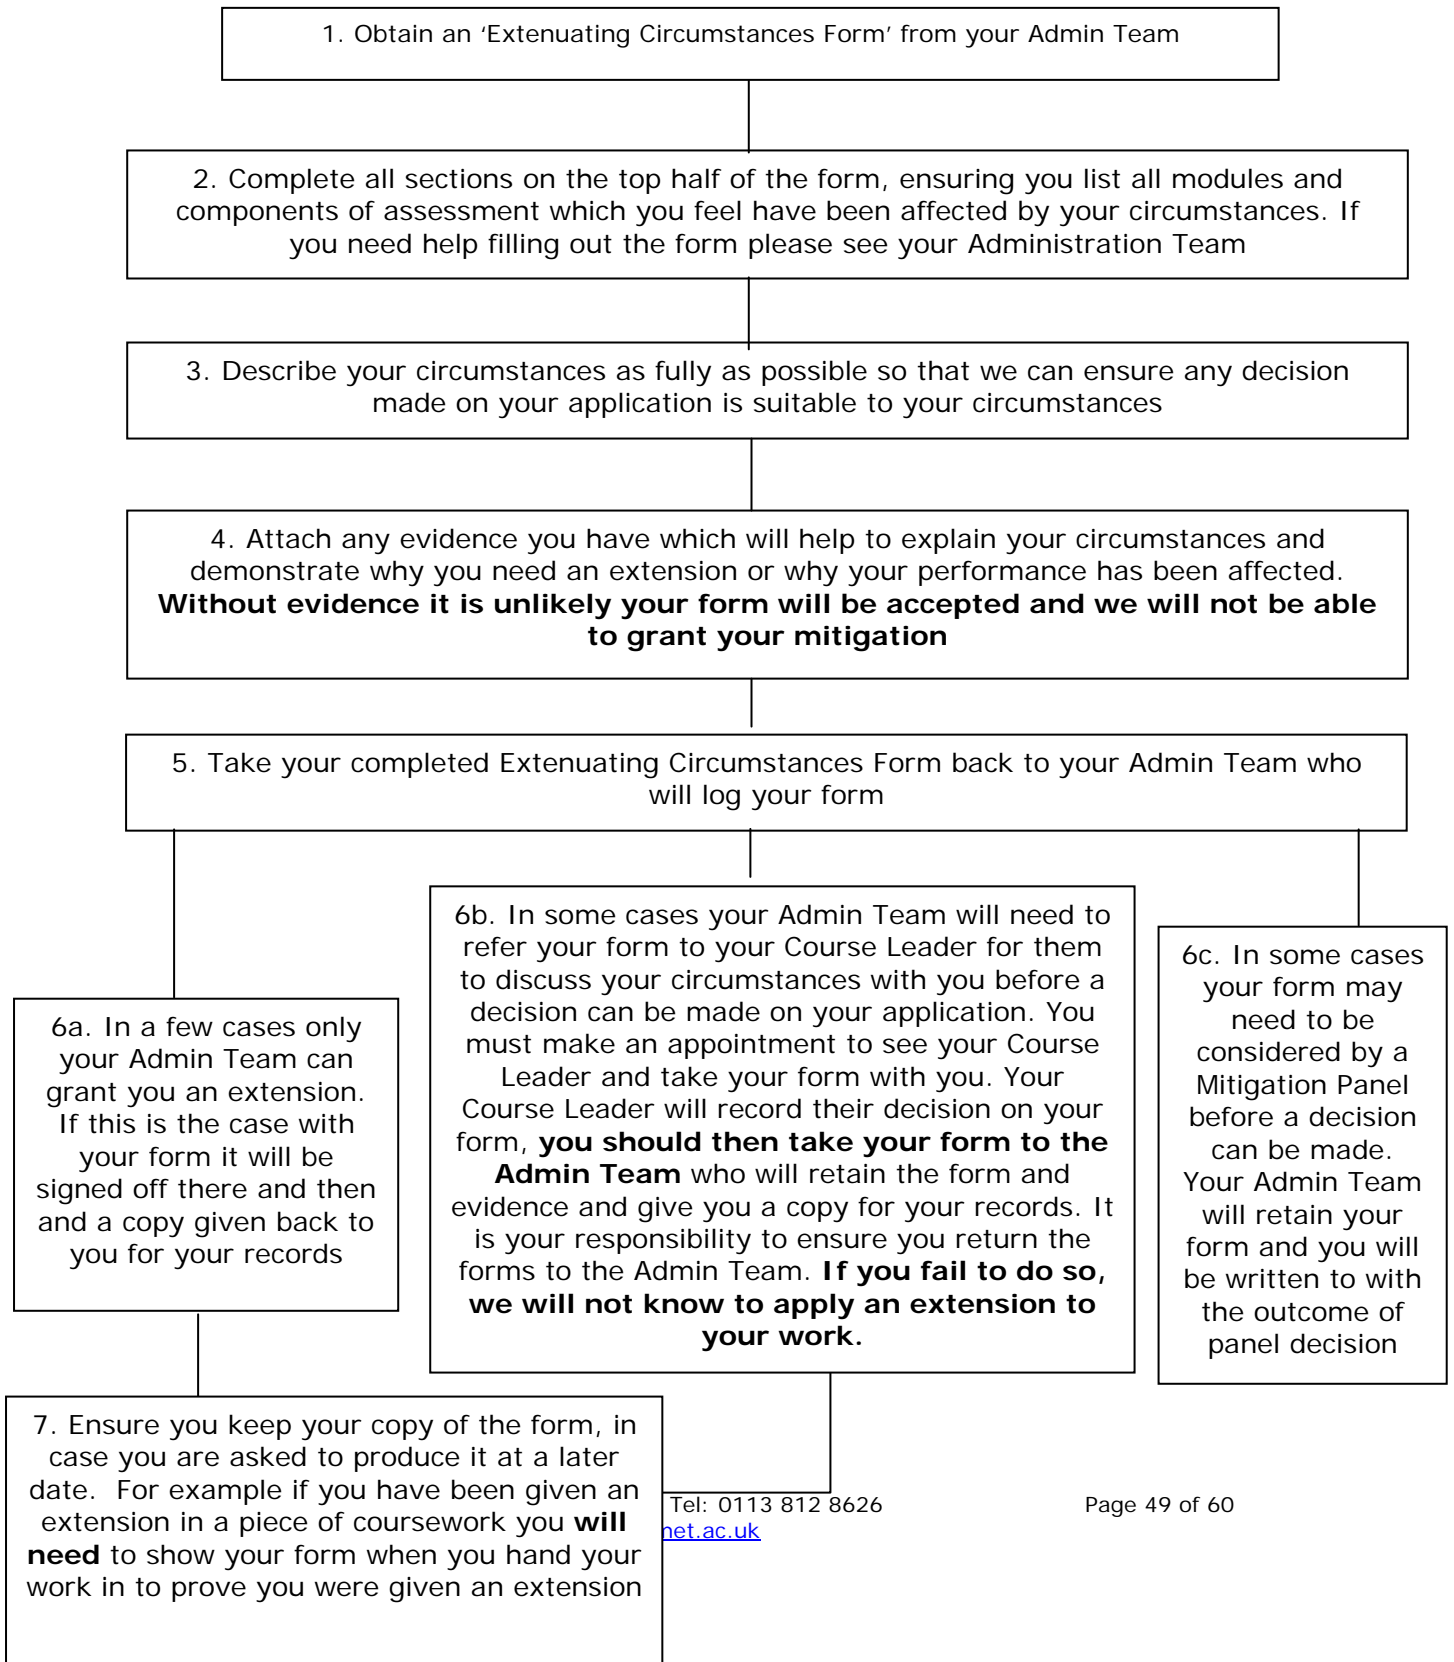 1. Obtain an ‘Extenuating Circumstances Form’ from your Admin Team
2. Complete all sections on the top half of the form, ensuring you list all modules and
components of assessment which you feel have been affected by your circumstances. If
you need help filling out the form please see your Administration Team
3. Describe your circumstances as fully as possible so that we can ensure any decision
made on your application is suitable to your circumstances
4. Attach any evidence you have which will help to explain your circumstances and
demonstrate why you need an extension or why your performance has been affected.
Without evidence it is unlikely your form will be accepted and we will not be able
to grant your mitigation
5. Take your completed Extenuating Circumstances Form back to your Admin Team who
will log your form
6a. In a few cases only
your Admin Team can
grant you an extension.
If this is the case with
your form it will be
signed off there and then
and a copy given back to
you for your records
6b. In some cases your Admin Team will need to
refer your form to your Course Leader for them
to discuss your circumstances with you before a
decision can be made on your application. You
must make an appointment to see your Course
Leader and take your form with you. Your
Course Leader will record their decision on your
form, you should then take your form to the
Admin Team who will retain the form and
evidence and give you a copy for your records. It
is your responsibility to ensure you return the
forms to the Admin Team. If you fail to do so,
we will not know to apply an extension to
your work.
6c. In some cases
your form may
need to be
considered by a
Mitigation Panel
before a decision
can be made.
Your Admin Team
will retain your
form and you will
be written to with
the outcome of
panel decision
7. Ensure you keep your copy of the form, in
case you are asked to produce it at a later
date.  For example if you have been given an
extension in a piece of coursework you will
need to show your form when you hand your
work in to prove you were given an extension
Tel: 0113 812 8626
Page 49 of 60
net.ac.uk